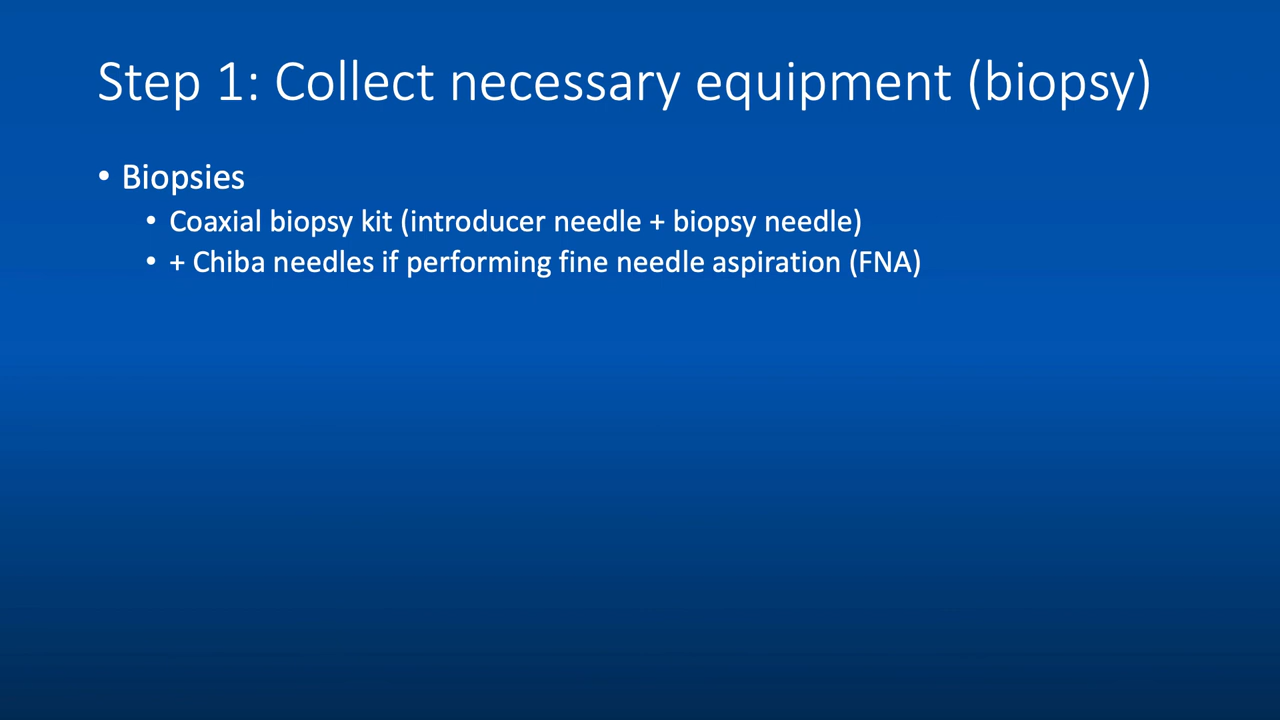 Step 1: Collect necessary equipment (biopsy)
• Biopsies
• Coaxial biopsy kit (introducer needle + biopsy needle)
• + Chiba needles if performing fine needle aspiration (FNA)